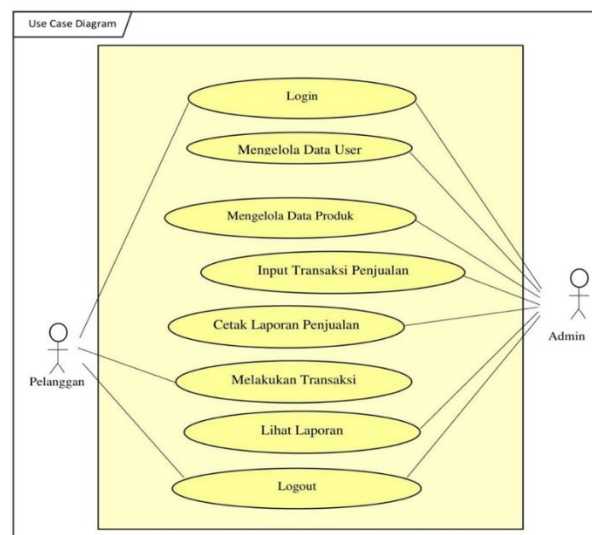 Use Case Diagram
Login
Mengelola Data User
Mengelola Data Produk
Input Transaksi Penjualan
Cetak Laporan Penjualan
Admin
Melakukan Transaksi
Pelanggan
Lihat Laporan
Logout